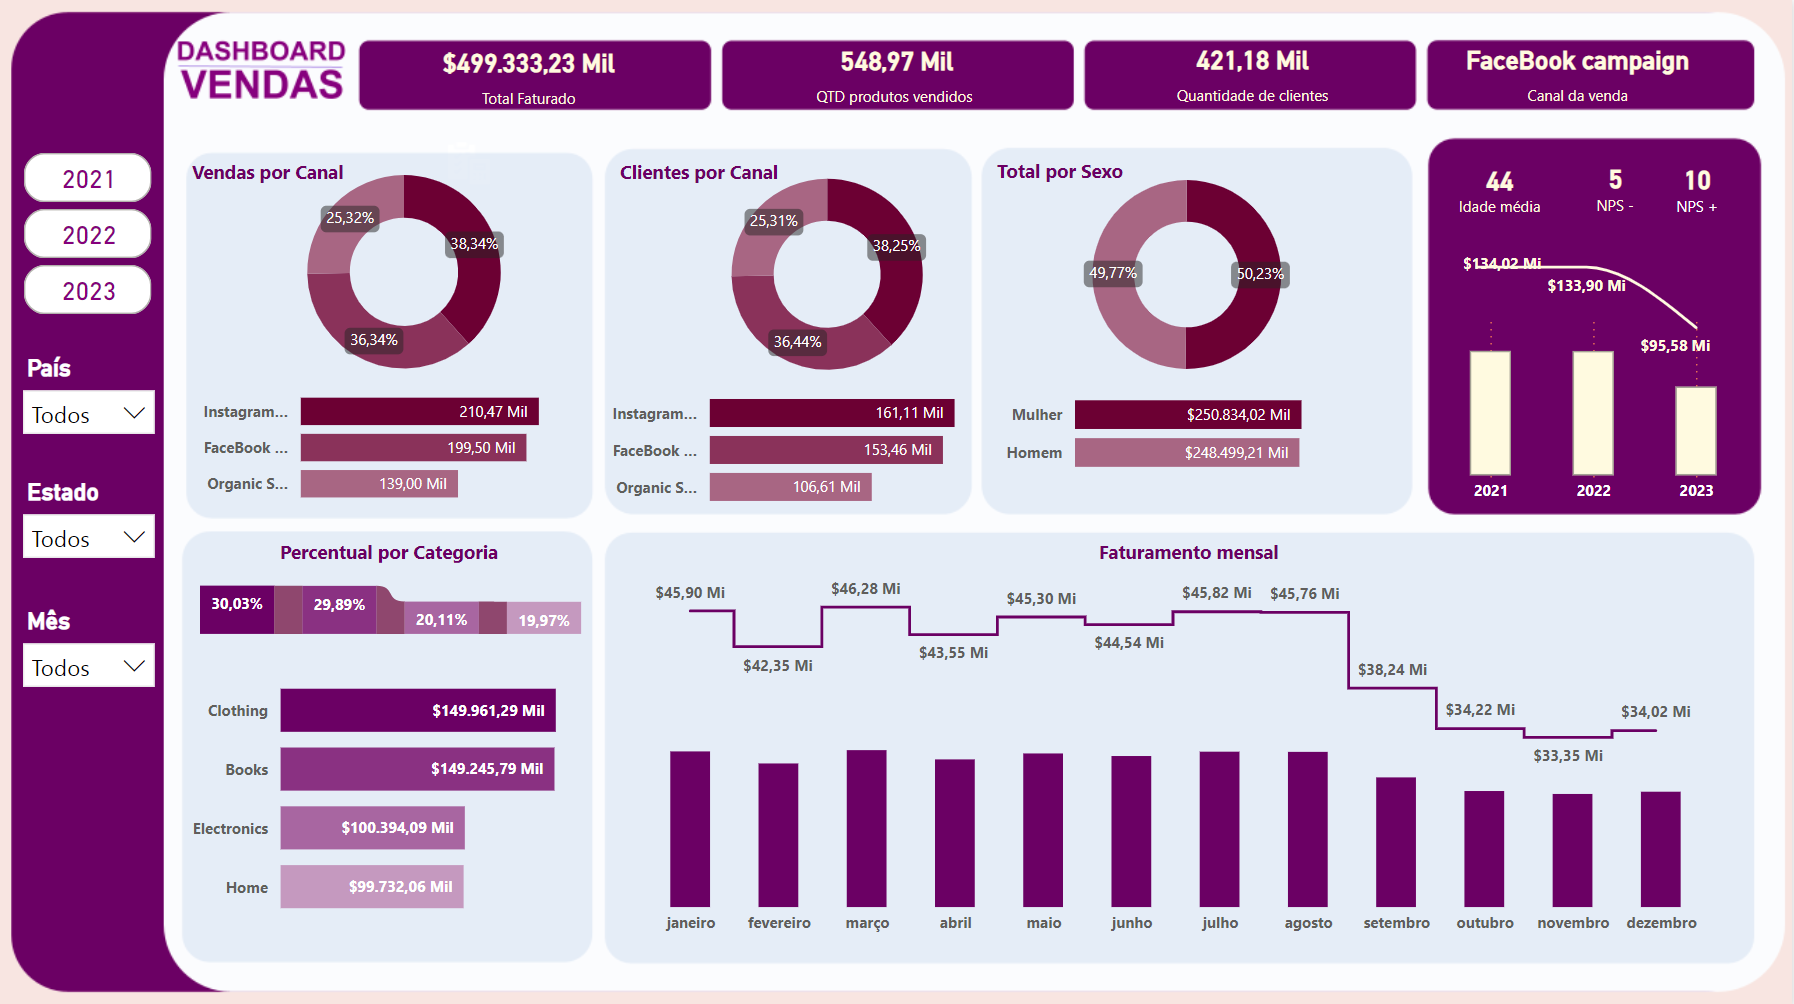 DASHBOARD
VENDAS
$499.333,23 Mil
Total Faturado
548,97 Mil
QTD produtos vendidos
421,18 Mil
Quantidade de clientes
FaceBook campaign
Canal da venda
2021
2022
2023
País
Todos
Estado
Todos
Mês
Todos
Vendas por Canal
25,32%
38,34%
36,34%
Instagram...
210,47 Mil
FaceBook ...
199,50 Mil
Organic S...
139,00 Mil
Clientes por Canal
25,31%
38,25%
36,44%
Instagram...
161,11 Mil
FaceBook ...
153,46 Mil
Organic S...
106,61 Mil
Total por Sexo
49,77%
50,23%
Mulher
$250.834,02 Mil
Homem
$248.499,21 Mil
44
Idade média
5
NPS -
10
NPS +
$134,02 Mi
$133,90 Mi
$95,58 Mi
2021
2022
2023
Percentual por Categoria
30,03%
29,89%
20,11%
19,97%
Clothing
$149.961,29 Mil
Books
$149.245,79 Mil
Electronics
$100.394,09 Mil
Home
$99.732,06 Mil
Faturamento mensal
$45,90 Mi
$42,35 Mi
$46,28 Mi
$43,55 Mi
$45,30 Mi
$44,54 Mi
$45,82 Mi
$45,76 Mi
$38,24 Mi
$34,22 Mi
$33,35 Mi
$34,02 Mi
janeiro
fevereiro
março
abril
maio
junho
julho
agosto
setembro
outubro
novembro
dezembro